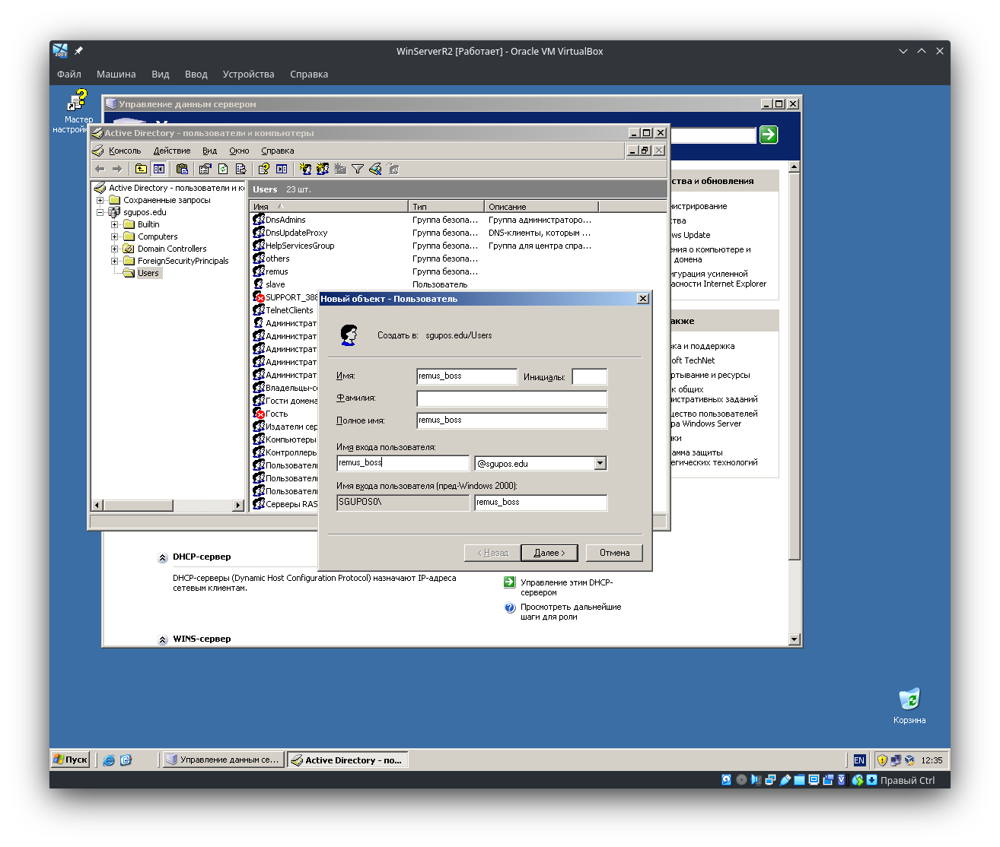 WinServerR2 [Работает] - Oracle VM VirtualBox
Файл Машина Вид Ввод Устройства Справка
Мастер
настройк
Управление данным сервером
Active Directory - пользователи и компьютеры
Консоль Действие Вид Окно Справка
Active Directory - пользователи и к
Сохраненные запросы
sgupos.edu
Builtin
Computers
Domain Controllers
ForeignSecurityPrincipals
Users
Users 23 шт.
Имя Тип Описание
DnsAdmins Группа безопа... Группа администраторо...
DnsUpdateProxy Группа безопа... DNS-клиенты, которым ...
HelpServicesGroup Группа безопа... Группа для центра спра...
others Группа безопа...
remus Группа безопа...
slave Пользователь
SUPPORT_388
TelnetClients
Администрат
Администрат
Администрат
Администрат
Администрат
Владельцы-с
Гости домена
Гость
Издатели сер
Компьютеры
Контроллеры
Пользовател
Пользовател
Пользовател
Серверы RAS
Новый объект - Пользователь
Создать в: sgupos.edu/Users
Имя: remus_boss Инициалы:
Фамилия:
Полное имя: remus_boss
Имя входа пользователя:
remus_boss @sgupos.edu
Имя входа пользователя (пред-Windows 2000):
SGUPOS0\ remus_boss
< Назад Далее > Отмена
ства и обновления
нистрирование
ства
ws Update
ения о компьютере и
домена
игурация усиленной
асности Internet Explorer
акже
вка и поддержка
soft TechNet
ртывание и ресурсы
к общих
нистративных заданий
щество пользователей
ра Windows Server
ки
амма защиты
тегических технологий
DHCP-сервер
DHCP-серверы (Dynamic Host Configuration Protocol) назначают IP-адреса
сетевым клиентам.
Управление этим DHCP-
сервером
Просмотреть дальнейшие
шаги для роли
WINS-сервер
Корзина
Пуск Управление данным се... Active Directory - по... EN 12:35
Правый Ctrl